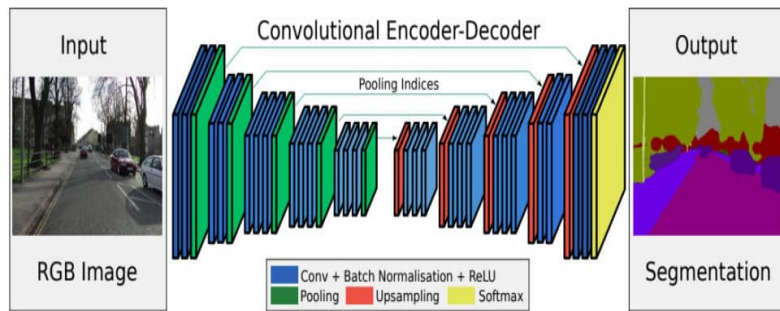 Input
RGB Image
Convolutional Encoder-Decoder
Pooling Indices
Conv + Batch Normalisation + ReLU
Pooling Upsampling Softmax
Output
Segmentation